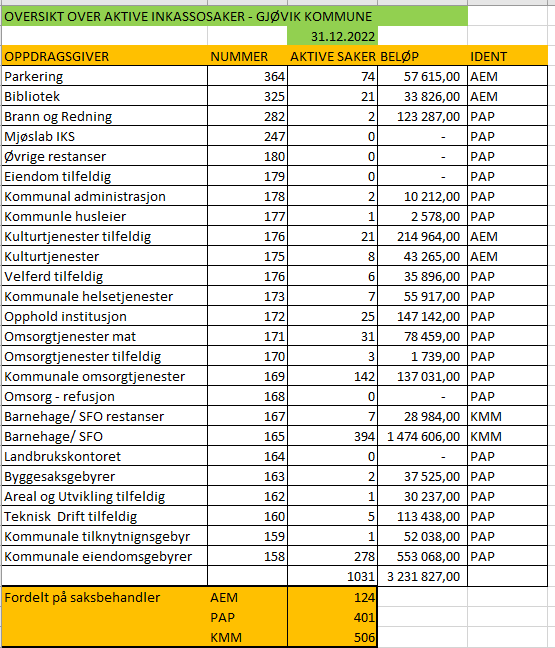 OVERSIKT OVER AKTIVE INKASSOSAKER - GJØVIK KOMMUNE
31.12.2022
OPPDRAGSGIVER NUMMER AKTIVE SAKER BELØP IDENT
Parkering 364 74 57 615,00 AEM
Bibliotek 325 21 33 826,00 AEM
Brann og Redning 282 2 123 287,00 PAP
Mjøslab IKS 247 0 - PAP
Øvrige restanser 180 0 - PAP
Eiendom tilfeldig 179 0 - PAP
Kommunal administrasjon 178 2 10 212,00 PAP
Kommunle husleier 177 1 2 578,00 PAP
Kulturtjenester tilfeldig 176 21 214 964,00 AEM
Kulturtjenester 175 8 43 265,00 AEM
Velferd tilfeldig 176 6 35 896,00 PAP
Kommunale helsetjenester 173 7 55 917,00 PAP
Opphold institusjon 172 25 147 142,00 PAP
Omsorgtjenester mat 171 31 78 459,00 PAP
Omsorgtjenester tilfeldig 170 3 1 739,00 PAP
Kommunale omsorgtjenester 169 142 137 031,00 PAP
Omsorg - refusjon 168 0 - PAP
Barnehage/ SFO restanser 167 7 28 984,00 KMM
Barnehage/ SFO 165 394 1 474 606,00 KMM
Landbrukskontoret 164 0 - PAP
Byggesaksgebyrer 163 2 37 525,00 PAP
Areal og Utvikling tilfeldig 162 1 30 237,00 PAP
Teknisk Drift tilfeldig 160 5 113 438,00 PAP
Kommunale tilknytnignsgebyr 159 1 52 038,00 PAP
Kommunale eiendomsgebyrer 158 278 553 068,00 PAP
1031 3 231 827,00
Fordelt på saksbehandler AEM 124
PAP 401
KMM 506